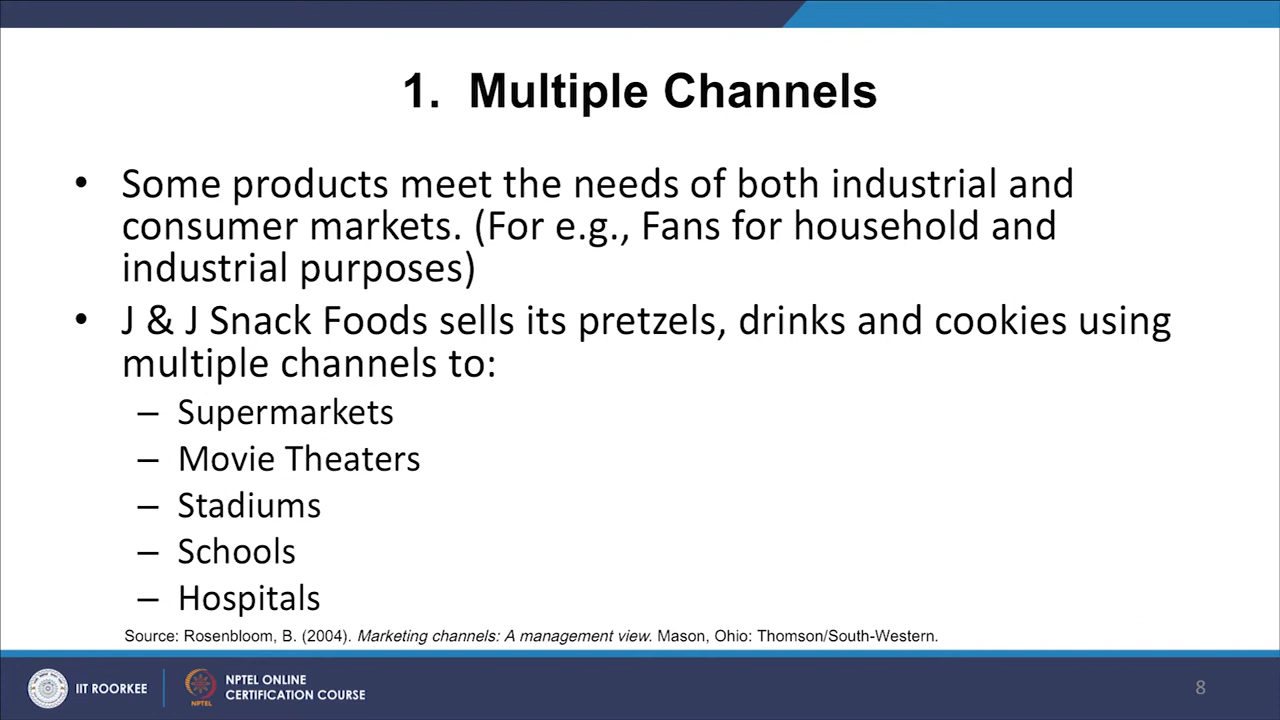 1. Multiple Channels
• Some products meet the needs of both industrial and
consumer markets. (For e.g., Fans for household and
industrial purposes)
• J & J Snack Foods sells its pretzels, drinks and cookies using
multiple channels to:
– Supermarkets
– Movie Theaters
– Stadiums
– Schools
– Hospitals
Source: Rosenbloom, B. (2004). Marketing channels: A management view. Mason, Ohio: Thomson/South-Western.
IIT ROORKEE
NPTEL
NPTEL ONLINE
CERTIFICATION COURSE
8